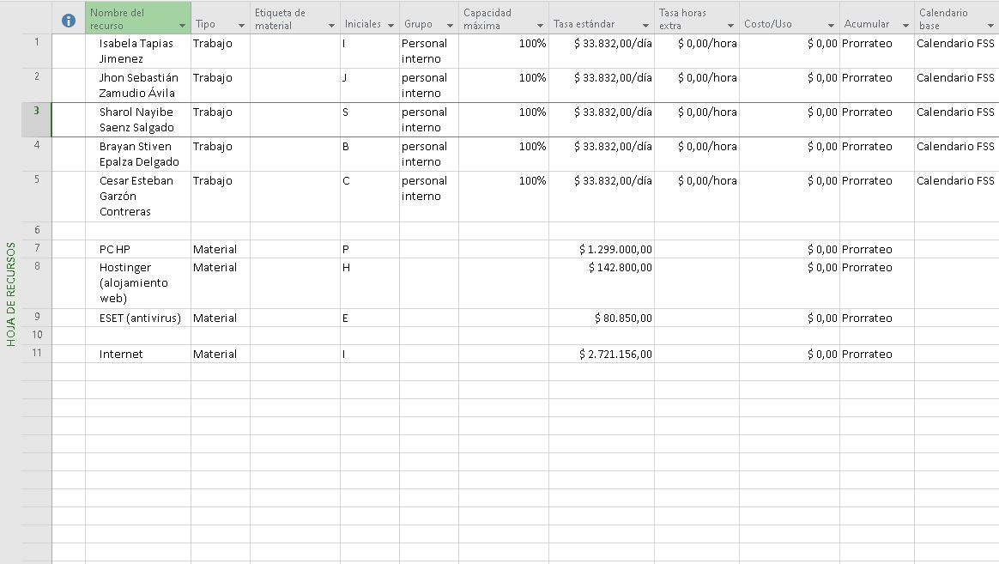 Nombre del recurso Tipo Etiqueta de material Iniciales Grupo Capacidad máxima Tasa estándar Tasa horas extra Costo/Uso Acumular Calendario base
1 Isabela Tapias Jimenez Trabajo I Personal interno 100% $ 33.832,00/día $ 0,00/hora $ 0,00 Prorrateo Calendario FSS
2 Jhon Sebastián Zamudio Ávila Trabajo J personal interno 100% $ 33.832,00/día $ 0,00/hora $ 0,00 Prorrateo Calendario FSS
3 Sharol Nayibe Saenz Salgado Trabajo S personal interno 100% $ 33.832,00/día $ 0,00/hora $ 0,00 Prorrateo Calendario FSS
4 Brayan Stiven Epalza Delgado Trabajo B personal interno 100% $ 33.832,00/día $ 0,00/hora $ 0,00 Prorrateo Calendario FSS
5 Cesar Esteban Garzón Contreras Trabajo C personal interno 100% $ 33.832,00/día $ 0,00/hora $ 0,00 Prorrateo Calendario FSS
6
7 PC HP Material P $ 1.299.000,00 $ 0,00 Prorrateo
8 Hostinger (alojamiento web) Material H $ 142.800,00 $ 0,00 Prorrateo
9 ESET (antivirus) Material E $ 80.850,00 $ 0,00 Prorrateo
10
11 Internet Material I $ 2.721.156,00 $ 0,00 Prorrateo
HOJA DE RECURSOS